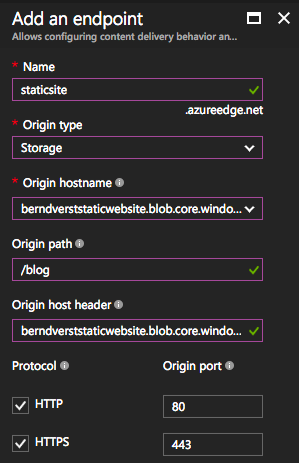 Add an endpoint
Allows configuring content delivery behavior an...
* Name
staticsite
.azureedge.net
* Origin type
Storage
* Origin hostname
berndverststaticwebsite.blob.core.windo...
Origin path
/blog
Origin host header
berndverststaticwebsite.blob.core.windo...
Protocol Origin port
HTTP 80
HTTPS 443